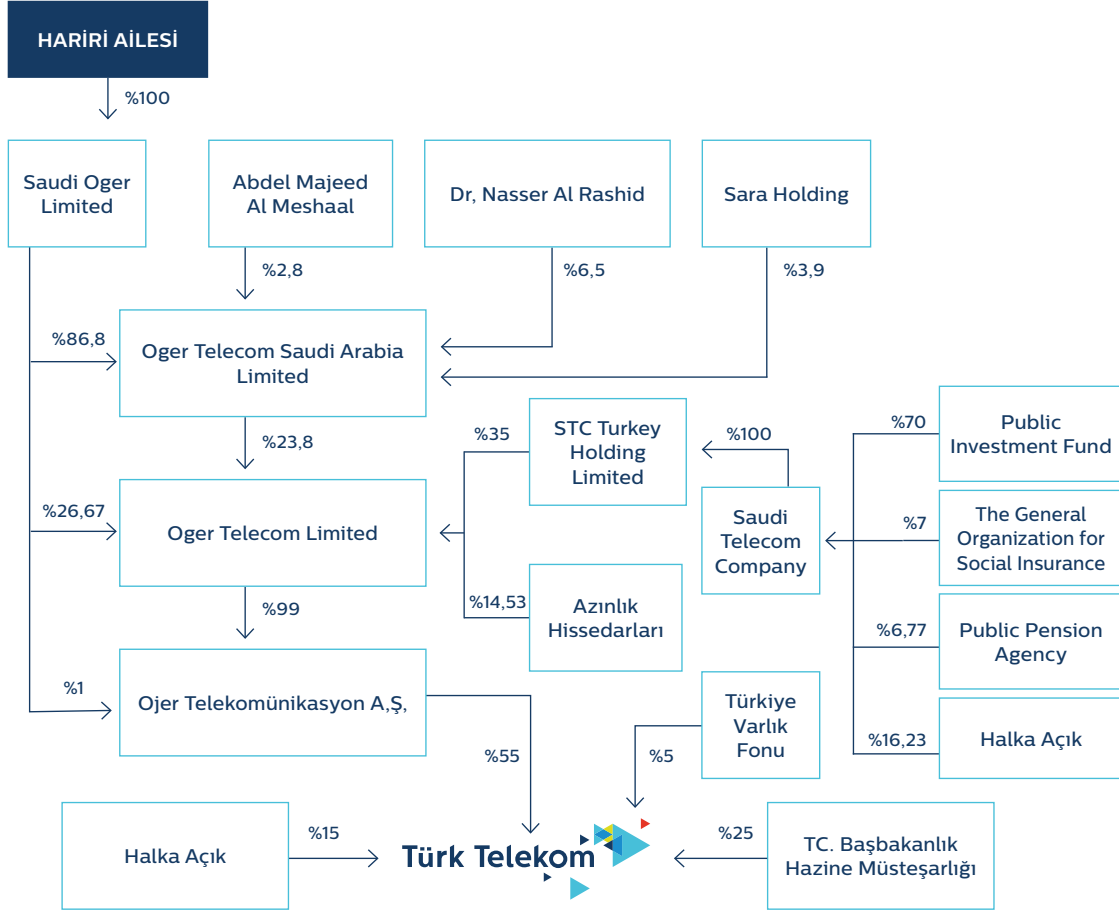 HARİRİ AİLESİ
%100
Saudi Oger
Limited
Abdel Majeed
Al Meshaal
Dr, Nasser Al Rashid
Sara Holding
%2,8
%6,5
%3,9
%86,8
Oger Telecom Saudi Arabia
Limited
%23,8
%35
STC Turkey
Holding
Limited
%100
%70
Public
Investment Fund
%26,67
Oger Telecom Limited
Saudi
Telecom
Company
%7
The General
Organization for
Social Insurance
%99
%14,53
Azınlık
Hissedarları
%6,77
Public Pension
Agency
%1
Ojer Telekomünikasyon A,Ş,
%55
%5
Türkiye
Varlık
Fonu
%16,23
Halka Açık
Halka Açık
%15
Türk Telekom
%25
TC. Başbakanlık
Hazine Müsteşarlığı